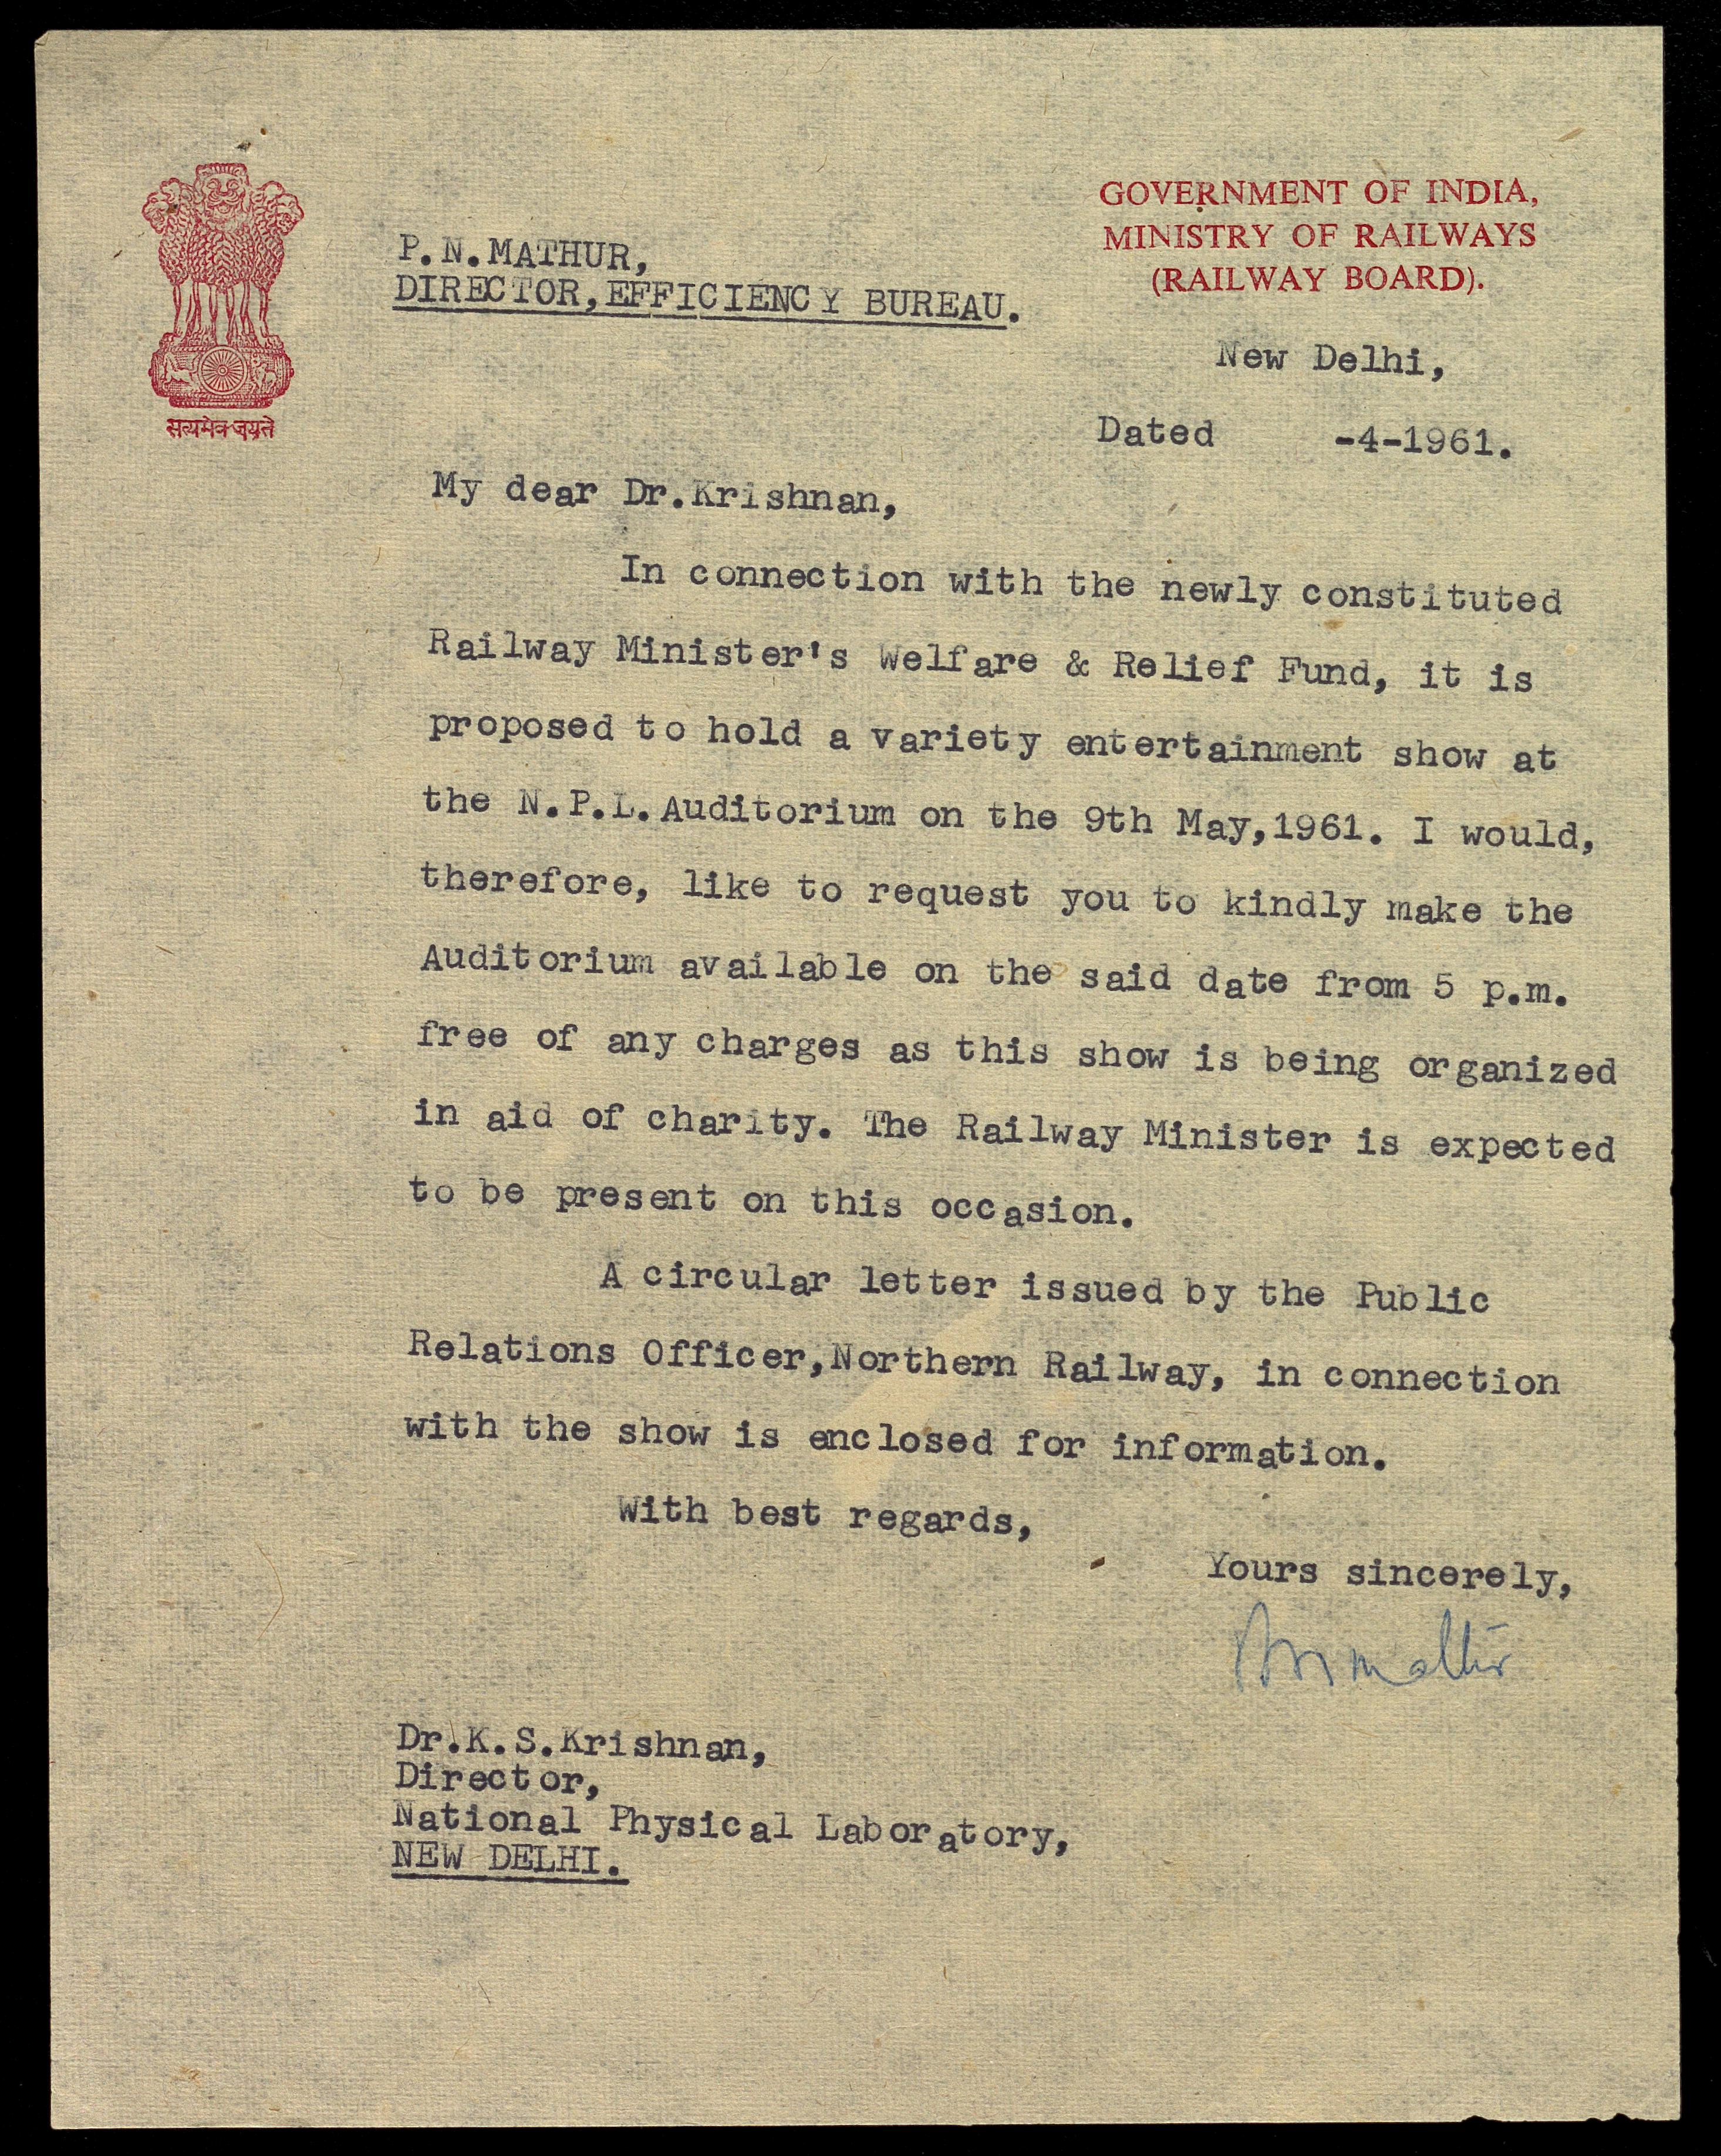 सत्यमेव जयते
P.N.MATHUR,
DIRECTOR,EFFICIENCY BUREAU.
GOVERNMENT OF INDIA,
MINISTRY OF RAILWAYS
(RAILWAY BOARD).
New Delhi,
Dated -4-1961.
My dear Dr.Krishnan,
In connection with the newly constituted
Railway Minister's Welfare & Relief Fund, it is
proposed to hold a variety entertainment show at
the N.P.L.Auditorium on the 9th May,1961. I would,
therefore, like to request you to kindly make the
Auditorium available on the said date from 5 p.m.
free of any charges as this show is being organized
in aid of charity. The Railway Minister is expected
to be present on this occasion.
A circular letter issued by the Public
Relations Officer,Northern Railway, in connection
with the show is enclosed for information.
With best regards,
Yours sincerely,
PN Mathur
Dr.K.S.Krishnan,
Director,
National Physical Laboratory,
NEW DELHI.